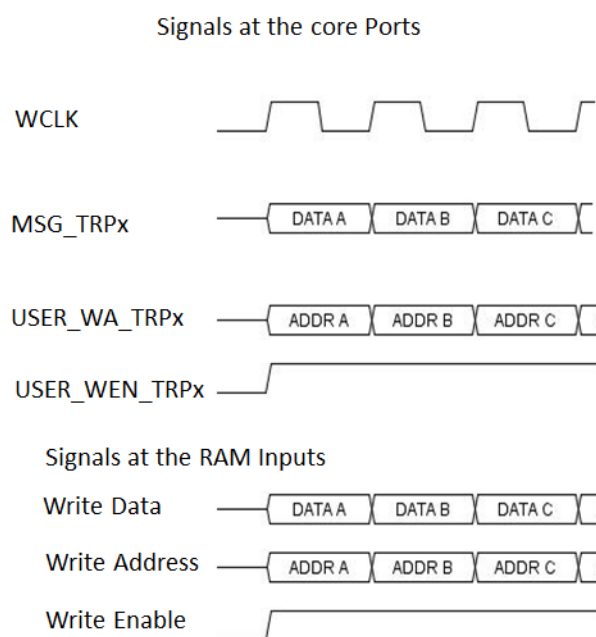 Signals at the core Ports
WCLK
MSG_TRPx DATA A DATA B DATA C
USER_WA_TRPx ADDR A ADDR B ADDR C
USER_WEN_TRPx
Signals at the RAM Inputs
Write Data DATA A DATA B DATA C
Write Address ADDR A ADDR B ADDR C
Write Enable